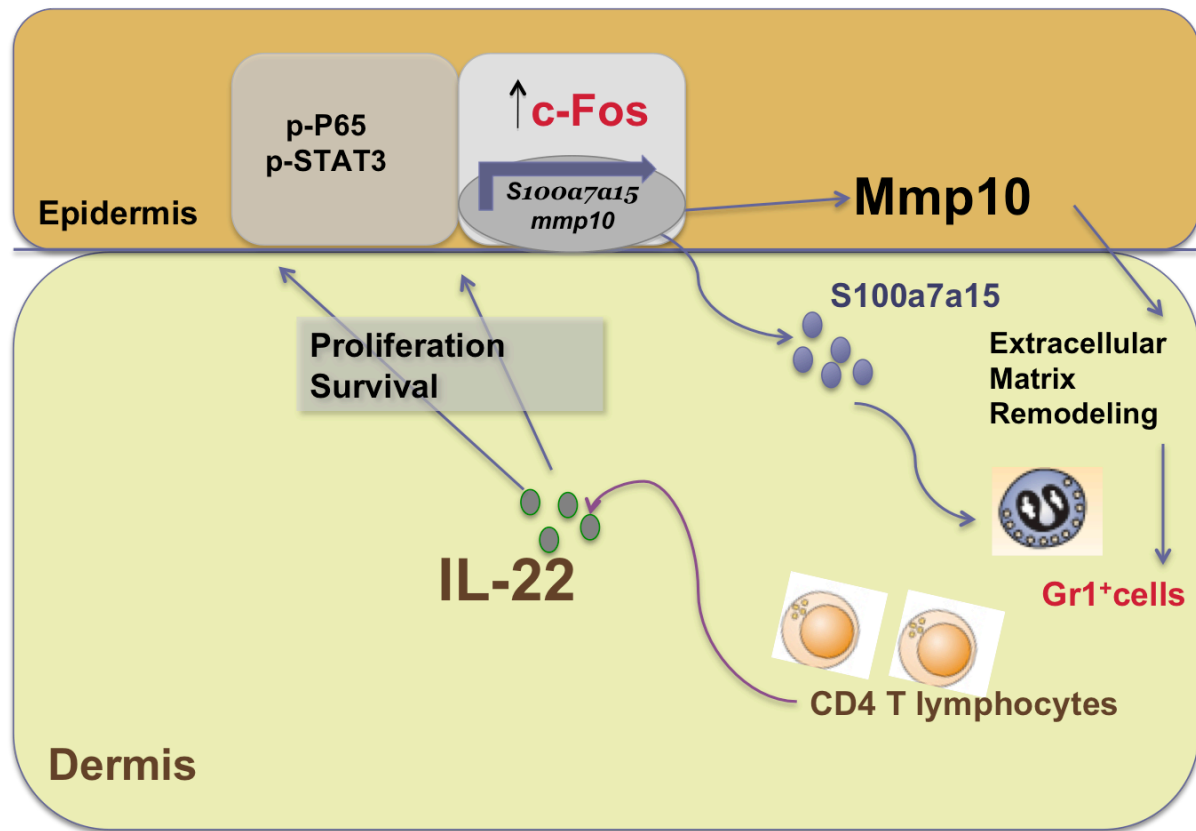 p-P65
p-STAT3
↑c-Fos
S100a7a15
mmp10
Mmp10
Epidermis
S100a7a15
Proliferation
Survival
Extracellular
Matrix
Remodeling
IL-22
Gr1⁺cells
CD4 T lymphocytes
Dermis